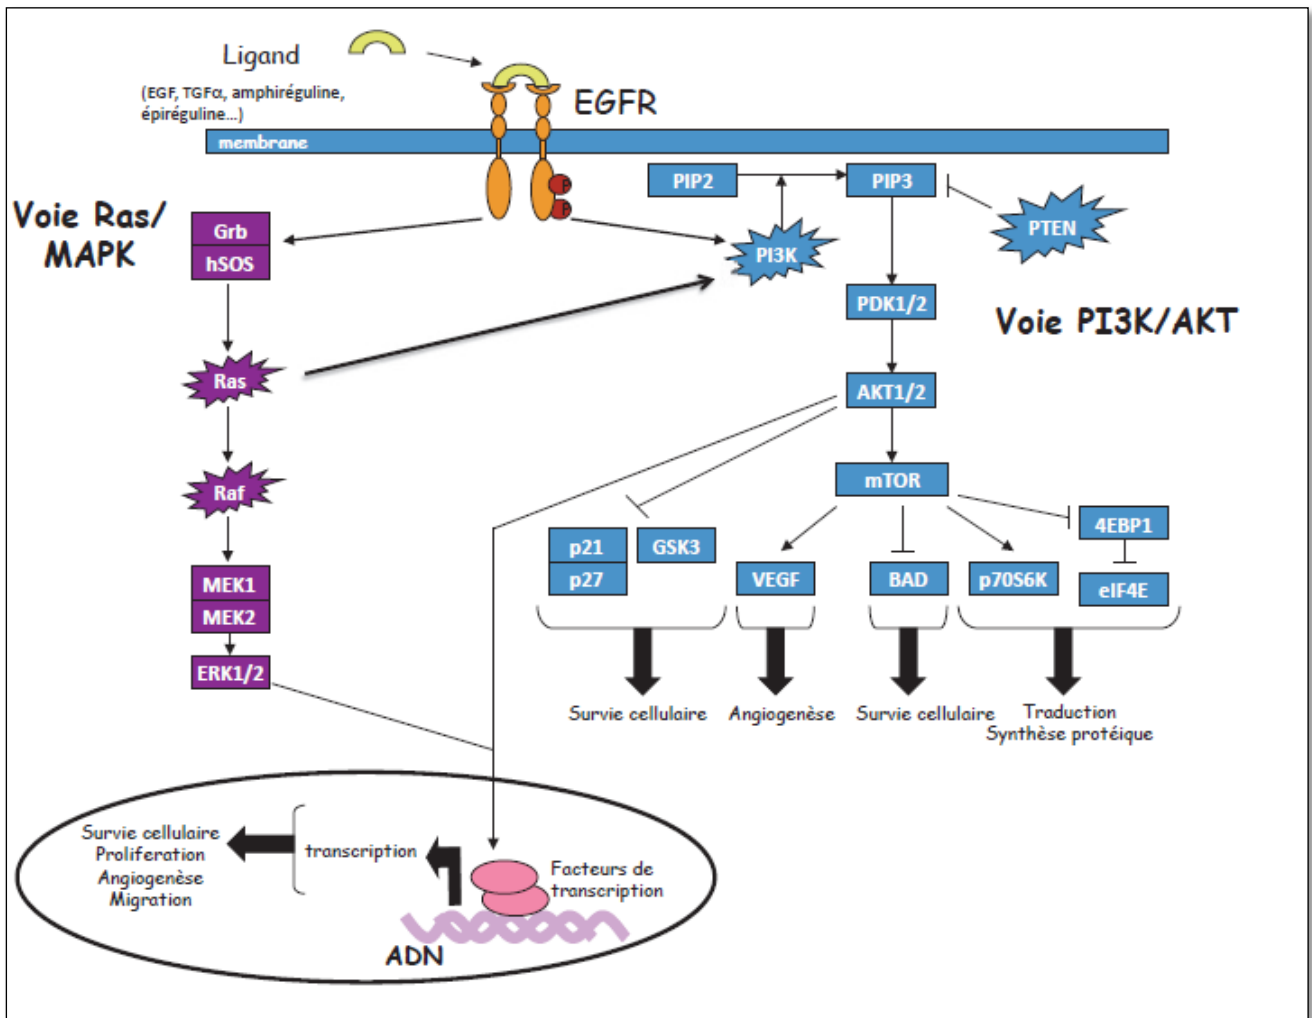 Ligand
(EGF, TGFα, amphiréguline,
épiréguline...)
EGFR
membrane
Voie Ras/
MAPK
Grb
hSOS
Ras
Raf
MEK1
MEK2
ERK1/2
PIP2
PIP3
PTEN
PI3K
PDK1/2
Voie PI3K/AKT
AKT1/2
mTOR
p21
p27
GSK3
VEGF
BAD
p70S6K
4EBP1
eIF4E
Survie cellulaire
Angiogenèse
Survie cellulaire
Traduction
Synthèse protéique
Survie cellulaire
Proliferation
Angiogenèse
Migration
transcription
Facteurs de
transcription
ADN
P
P